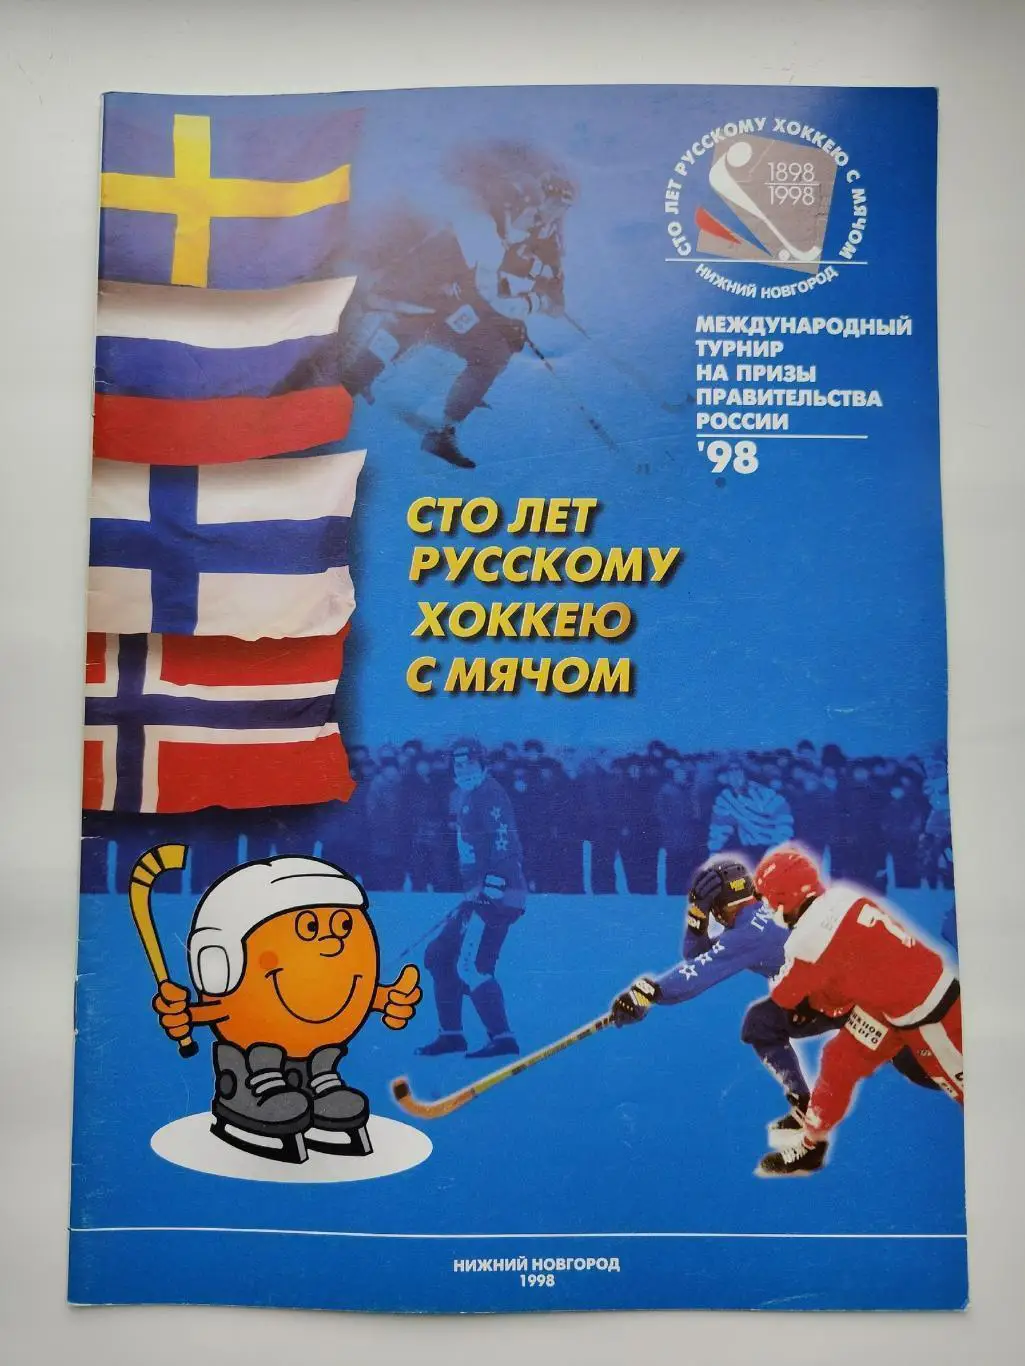 СТО ЛЕТ РУССКОМУ ХОККЕЮ С МЯЧОМ
1898
1998
НИЖНИЙ НОВГОРОД
МЕЖДУНАРОДНЫЙ
ТУРНИР
НА ПРИЗЫ
ПРАВИТЕЛЬСТВА
РОССИИ
'98
СТО ЛЕТ
РУССКОМУ
ХОККЕЮ
С МЯЧОМ
НИЖНИЙ НОВГОРОД
1998